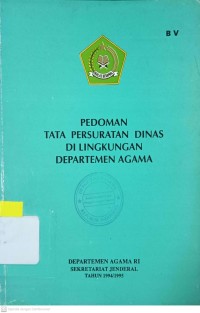 B V
PEDOMAN
TATA PERSURATAN DINAS
DI LINGKUNGAN
DEPARTEMEN AGAMA
DEPARTEMEN AGAMA RI
SEKRETARIAT JENDERAL
TAHUN 1994/1995